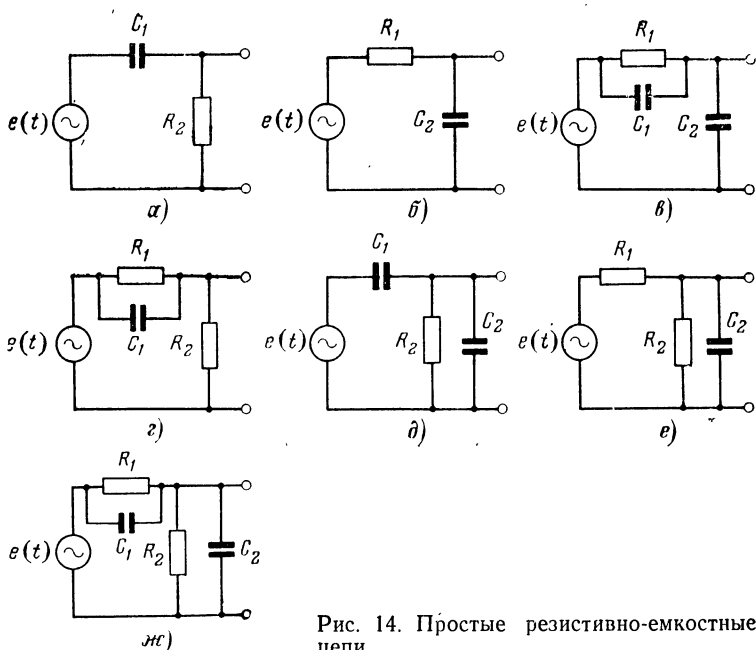 C₁
e(t)
R₂
а)
R₁
e(t)
C₂
б)
R₁
C₁
e(t)
C₂
в)
R₁
C₁
e(t)
R₂
г)
C₁
e(t)
R₂
C₂
д)
R₁
e(t)
R₂
C₂
е)
R₁
C₁
e(t)
R₂
C₂
ж)
Рис. 14. Простые резистивно-емкостные
цепи